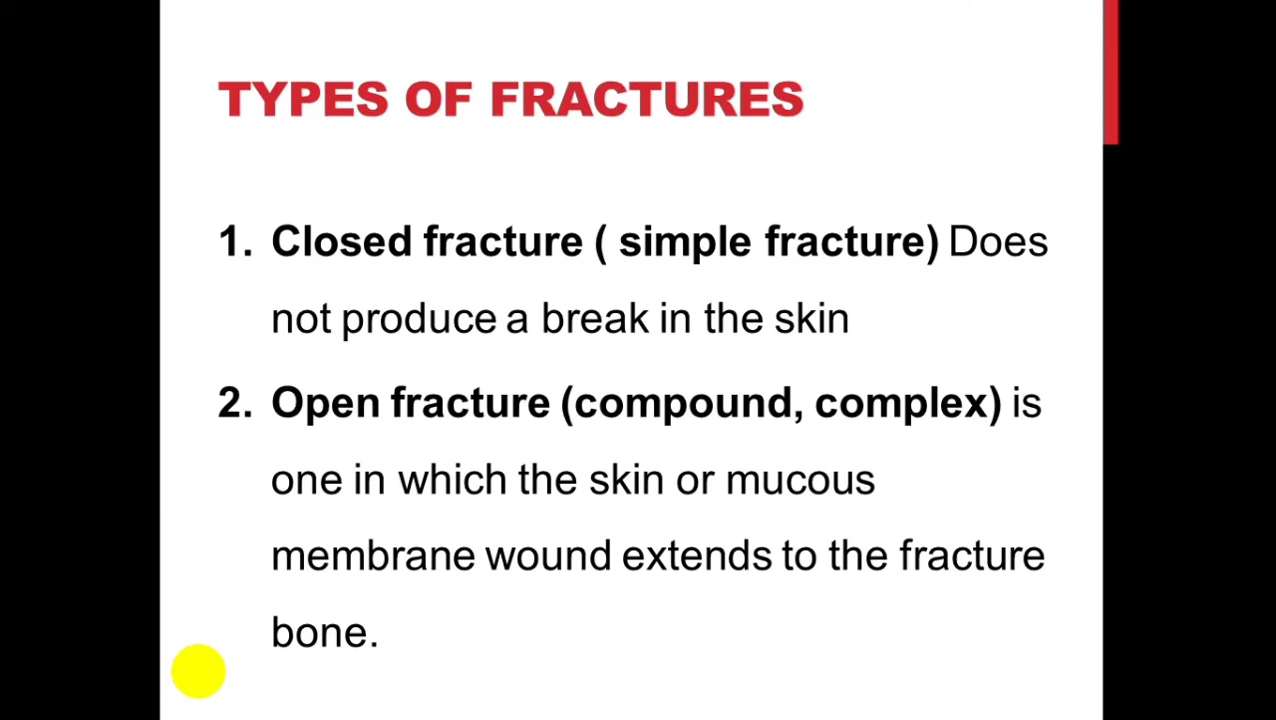 TYPES OF FRACTURES
1. Closed fracture ( simple fracture) Does
not produce a break in the skin
2. Open fracture (compound, complex) is
one in which the skin or mucous
membrane wound extends to the fracture
bone.